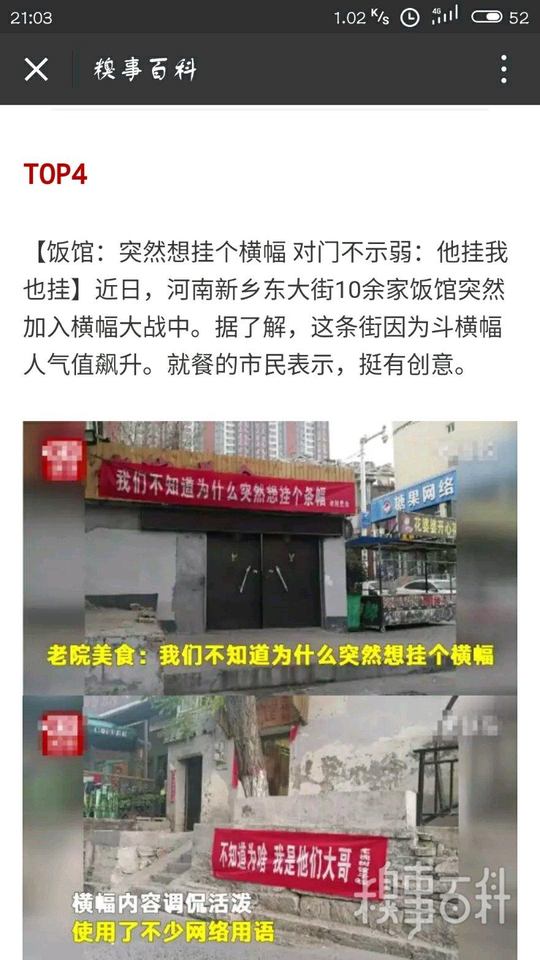 21:03
1.02 K/s 4G 52
糗事百科
TOP4
【饭馆：突然想挂个横幅 对门不示弱：他挂我
也挂】近日，河南新乡东大街10余家饭馆突然
加入横幅大战中。据了解，这条街因为斗横幅
人气值飙升。就餐的市民表示，挺有创意。
我们不知道为什么突然想挂个条幅
糖果网络
花婆婆开心花
老院美食：我们不知道为什么突然想挂个横幅
不知道为啥 我是他们大哥
横幅内容调侃活泼
使用了不少网络用语
糗事百科